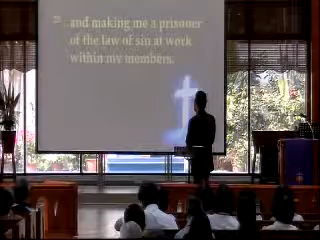 and making me a prisoner
of the law of sin at work
within my members.